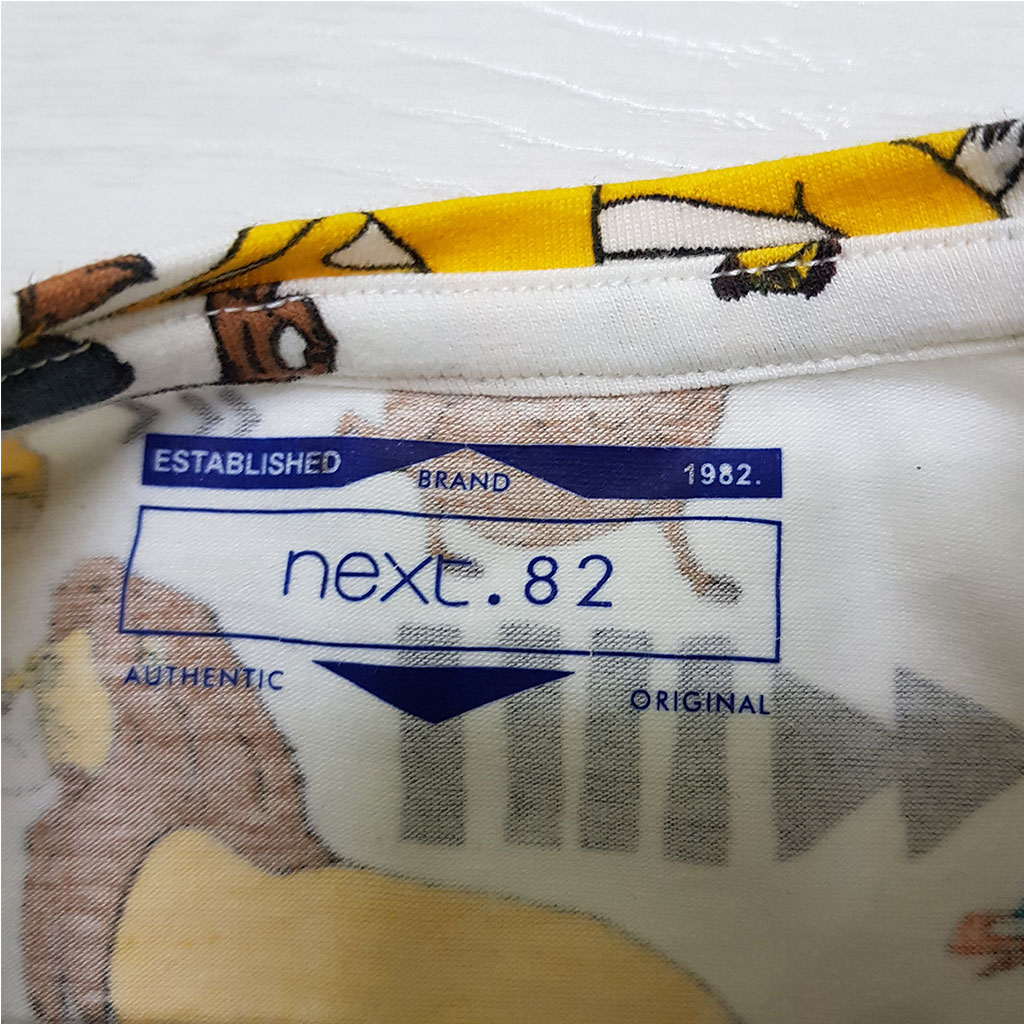 ESTABLISHED BRAND 1982.
next.82
AUTHENTIC ORIGINAL